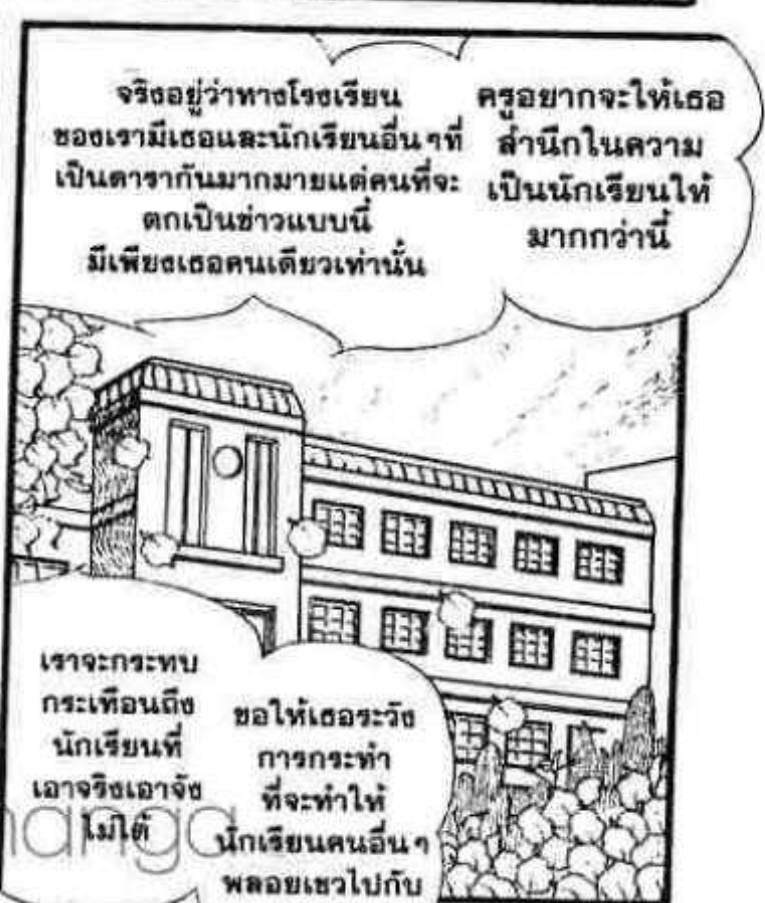 ครูอยากจะให้เธอ
สำนึกในความ
เป็นนักเรียนให้
มากกว่านี้
จริงอยู่ว่าทางโรงเรียน
ของเรามีเธอและนักเรียนอื่นๆที่
เป็นดารากันมากมายแต่คนที่จะ
ตกเป็นข่าวแบบนี้
มีเพียงเธอคนเดียวเท่านั้น
ขอให้เธอระวัง
การกระทำ
ที่จะทำให้
นักเรียนคนอื่นๆ
พลอยเขวไปกับ
เราจะกระทบ
กระเทือนถึง
นักเรียนที่
เอาจริงเอาจัง
ไม่ได้